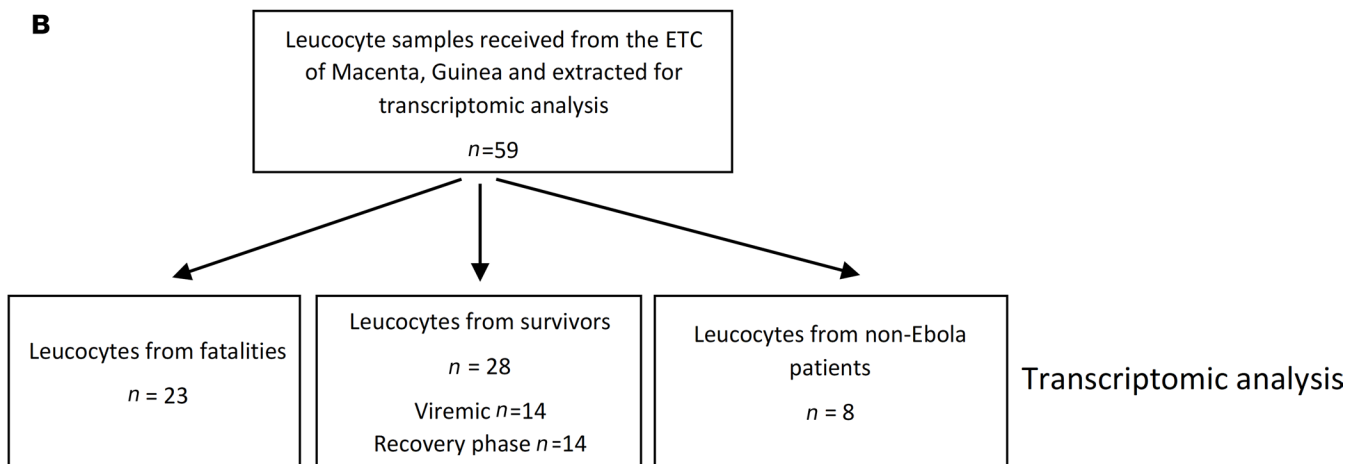 B
Leucocyte samples received from the ETC
of Macenta, Guinea and extracted for
transcriptomic analysis
n=59
Leucocytes from fatalities
n = 23
Leucocytes from survivors
n = 28
Viremic n=14
Recovery phase n=14
Leucocytes from non-Ebola
patients
n = 8
Transcriptomic analysis